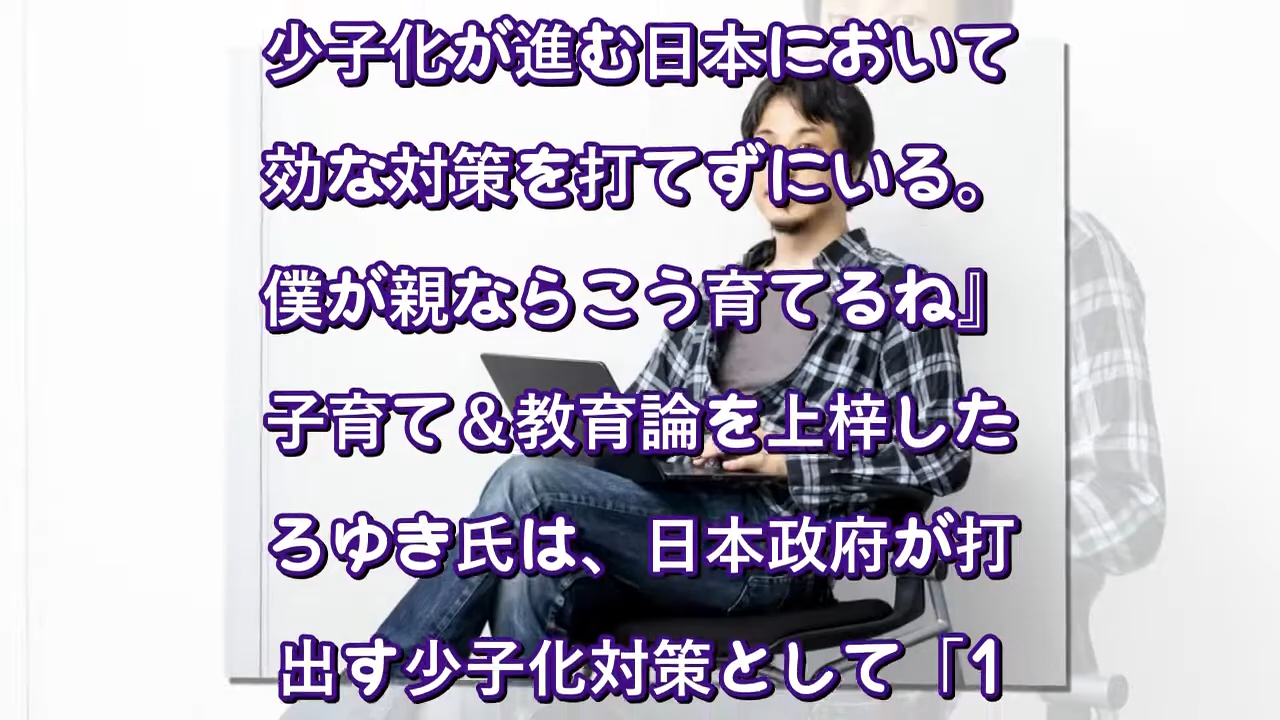 少子化が進む日本において
効な対策を打てずにいる。
僕が親ならこう育てるね』
子育て＆教育論を上梓した
ろゆき氏は、日本政府が打
出す少子化対策として「1